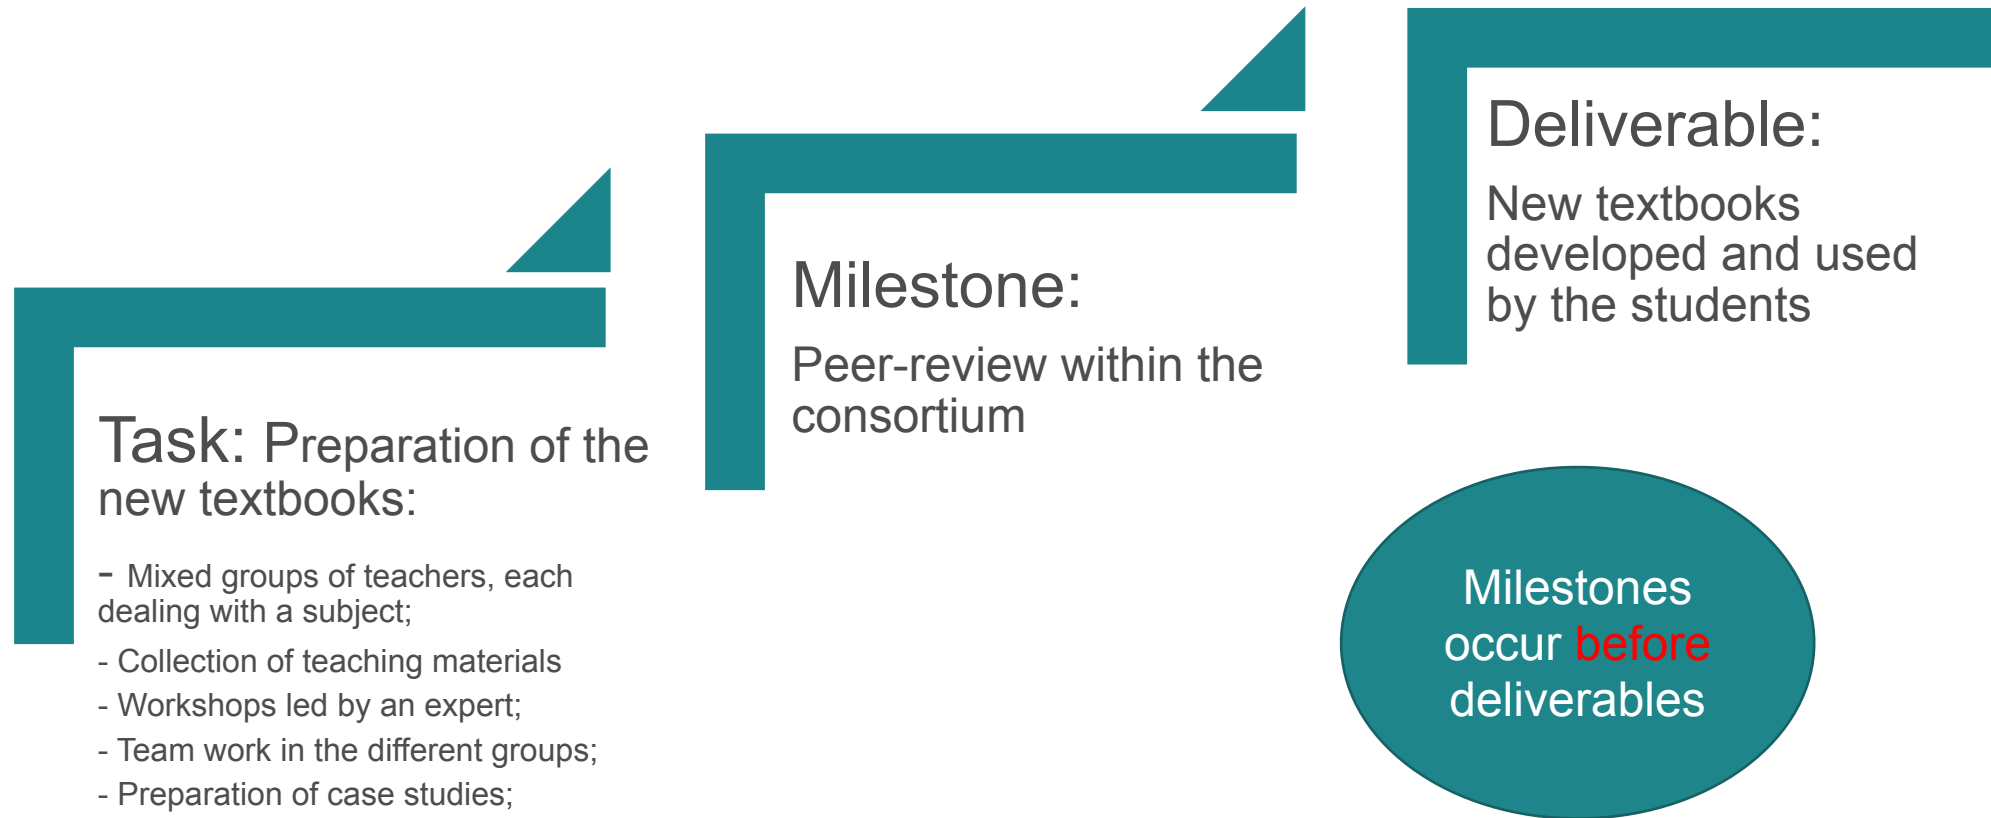 Task: Preparation of the
new textbooks:
- Mixed groups of teachers, each
dealing with a subject;
- Collection of teaching materials
- Workshops led by an expert;
- Team work in the different groups;
- Preparation of case studies;
Milestone:
Peer-review within the
consortium
Deliverable:
New textbooks
developed and used
by the students
Milestones
occur before
deliverables